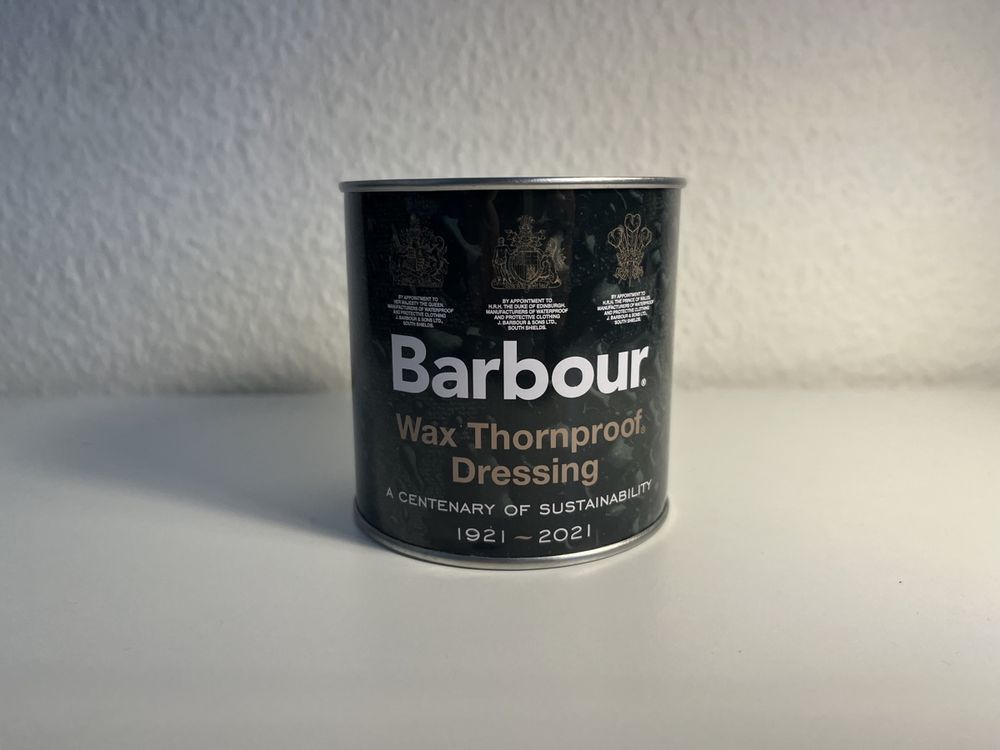 BY APPOINTMENT TO
HER MAJESTY THE QUEEN.
MANUFACTURERS OF WATERPROOF
AND PROTECTIVE CLOTHING
J. BARBOUR & SONS LTD.,
SOUTH SHIELDS.
BY APPOINTMENT TO
H.R.H. THE DUKE OF EDINBURGH.
MANUFACTURERS OF WATERPROOF
AND PROTECTIVE CLOTHING
J. BARBOUR & SONS LTD.,
SOUTH SHIELDS.
BY APPOINTMENT TO
H.R.H. THE PRINCE OF WALES.
MANUFACTURERS OF WATERPROOF
AND PROTECTIVE CLOTHING
J. BARBOUR & SONS LTD.,
SOUTH SHIELDS.
Barbour®
Wax Thornproof®
Dressing
A CENTENARY OF SUSTAINABILITY
1921 ~ 2021